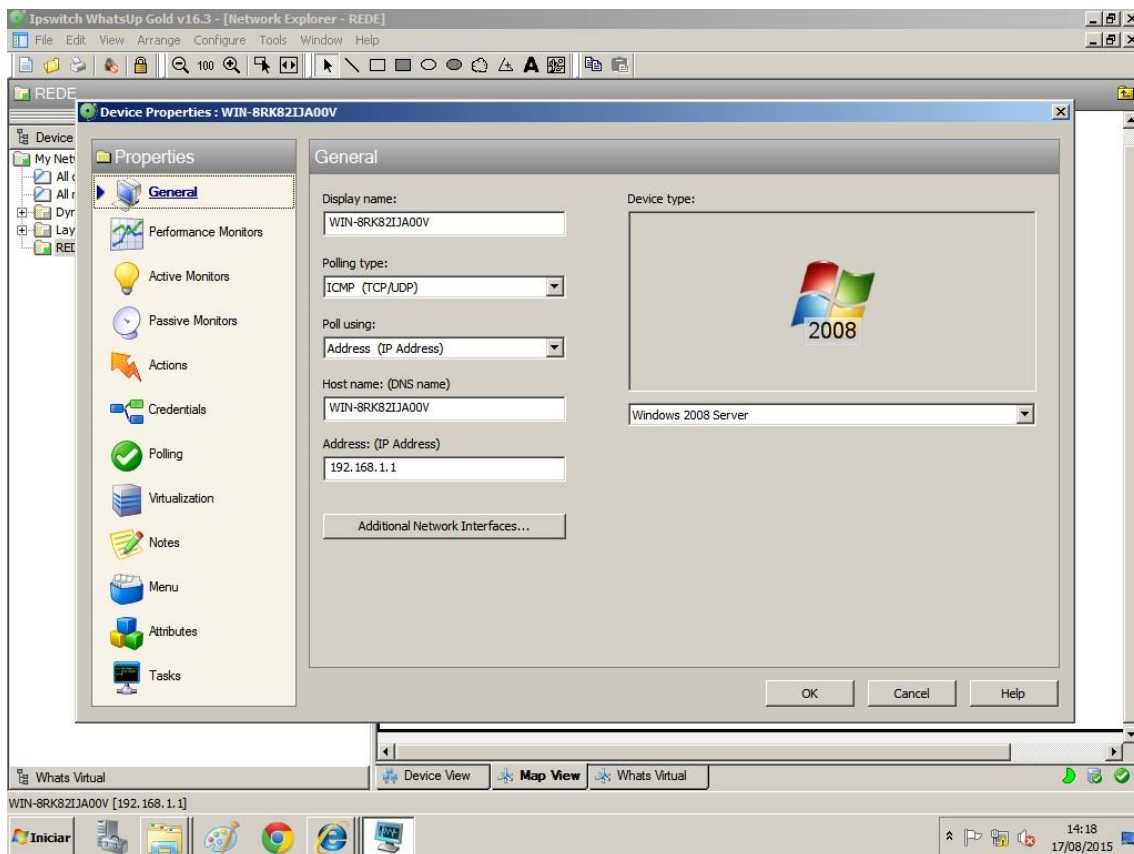 Ipswitch WhatsUp Gold v16.3 - [Network Explorer - REDE]
File Edit View Arrange Configure Tools Window Help
100
A
REDE
Device Properties : WIN-8RK82IJA00V
Device
My Net
All
All
Dyr
Lay
RED
Properties
General
Performance Monitors
Active Monitors
Passive Monitors
Actions
Credentials
Polling
Virtualization
Notes
Menu
Attributes
Tasks
General
Display name:
WIN-8RK82IJA00V
Polling type:
ICMP (TCP/UDP)
Poll using:
Address (IP Address)
Host name: (DNS name)
WIN-8RK82IJA00V
Address: (IP Address)
192.168.1.1
Additional Network Interfaces...
Device type:
2008
Windows 2008 Server
OK Cancel Help
Whats Virtual
Device View Map View Whats Virtual
WIN-8RK82IJA00V [192.168.1.1]
Iniciar
14:18
17/08/2015